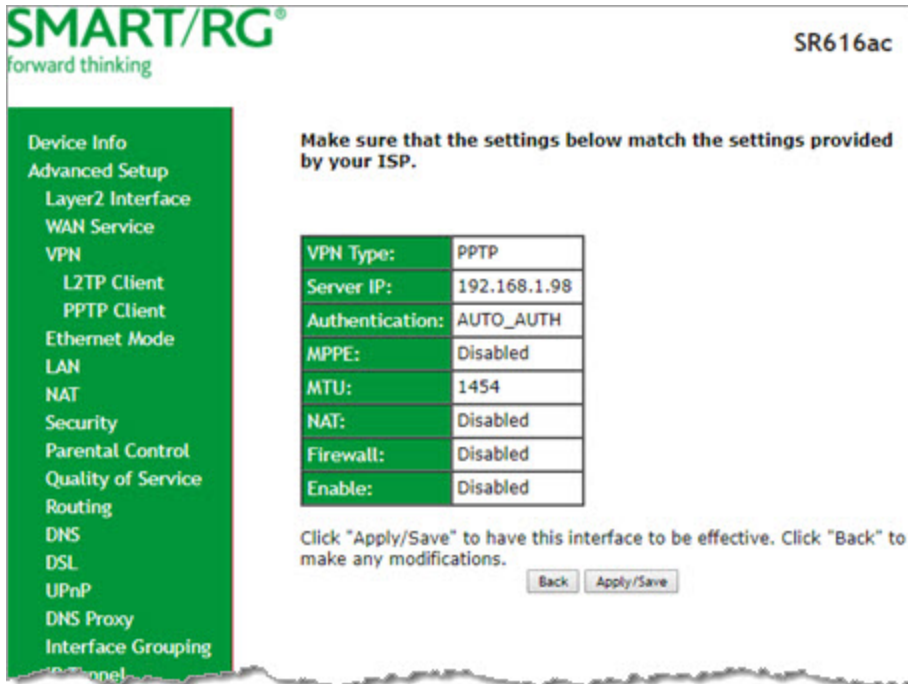 SMART/RG®
forward thinking
SR616ac
Device Info
Advanced Setup
Layer2 Interface
WAN Service
VPN
L2TP Client
PPTP Client
Ethernet Mode
LAN
NAT
Security
Parental Control
Quality of Service
Routing
DNS
DSL
UPnP
DNS Proxy
Interface Grouping
Make sure that the settings below match the settings provided
by your ISP.
VPN Type: PPTP
Server IP: 192.168.1.98
Authentication: AUTO_AUTH
MPPE: Disabled
MTU: 1454
NAT: Disabled
Firewall: Disabled
Enable: Disabled
Click "Apply/Save" to have this interface to be effective. Click "Back" to
make any modifications.
Back Apply/Save